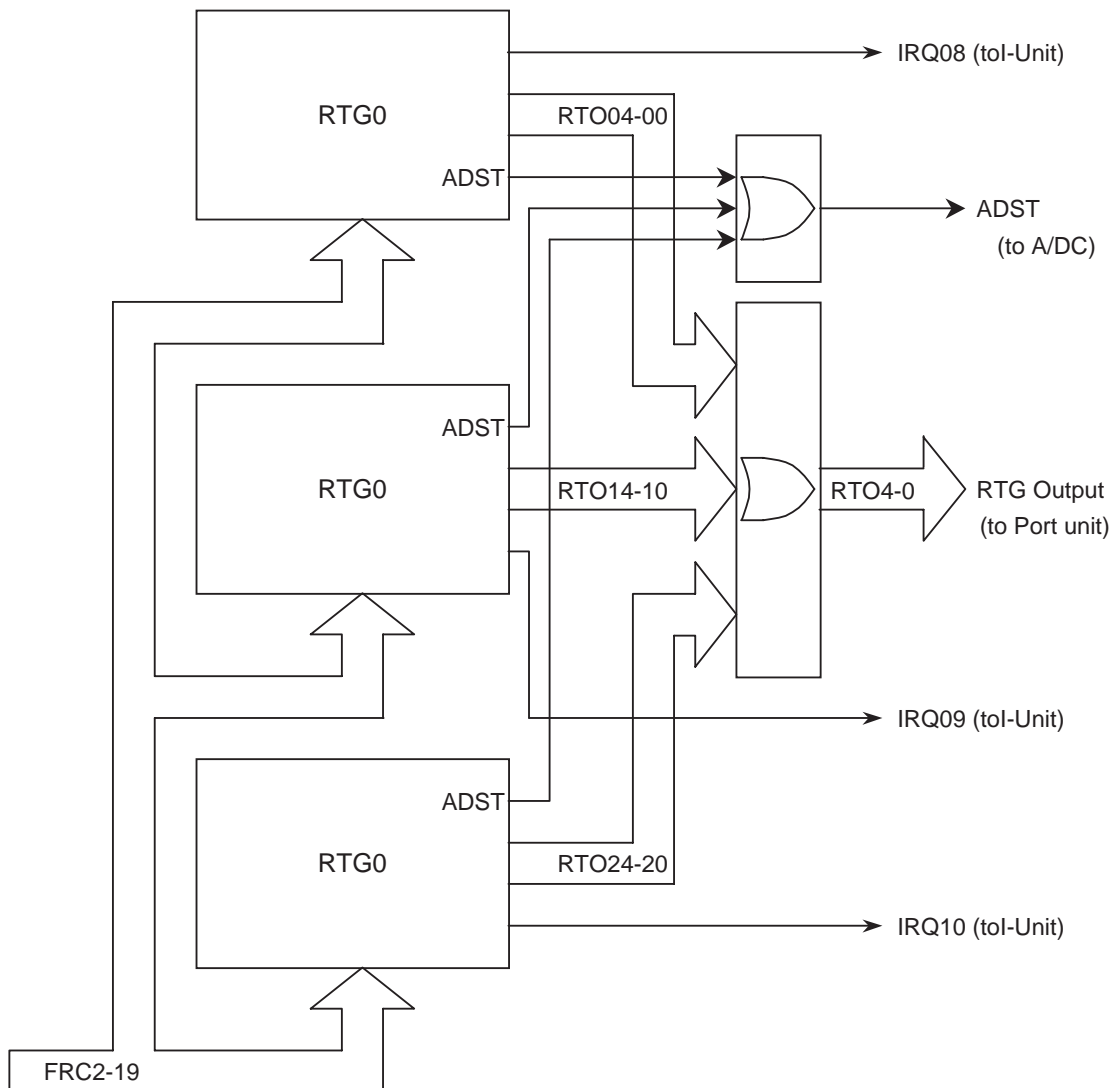 IRQ08 (toI-Unit)
RTG0
RTO04-00
ADST
ADST
(to A/DC)
ADST
RTG0
RTO14-10
RTO4-0
RTG Output
(to Port unit)
IRQ09 (toI-Unit)
ADST
RTG0
RTO24-20
IRQ10 (toI-Unit)
FRC2-19